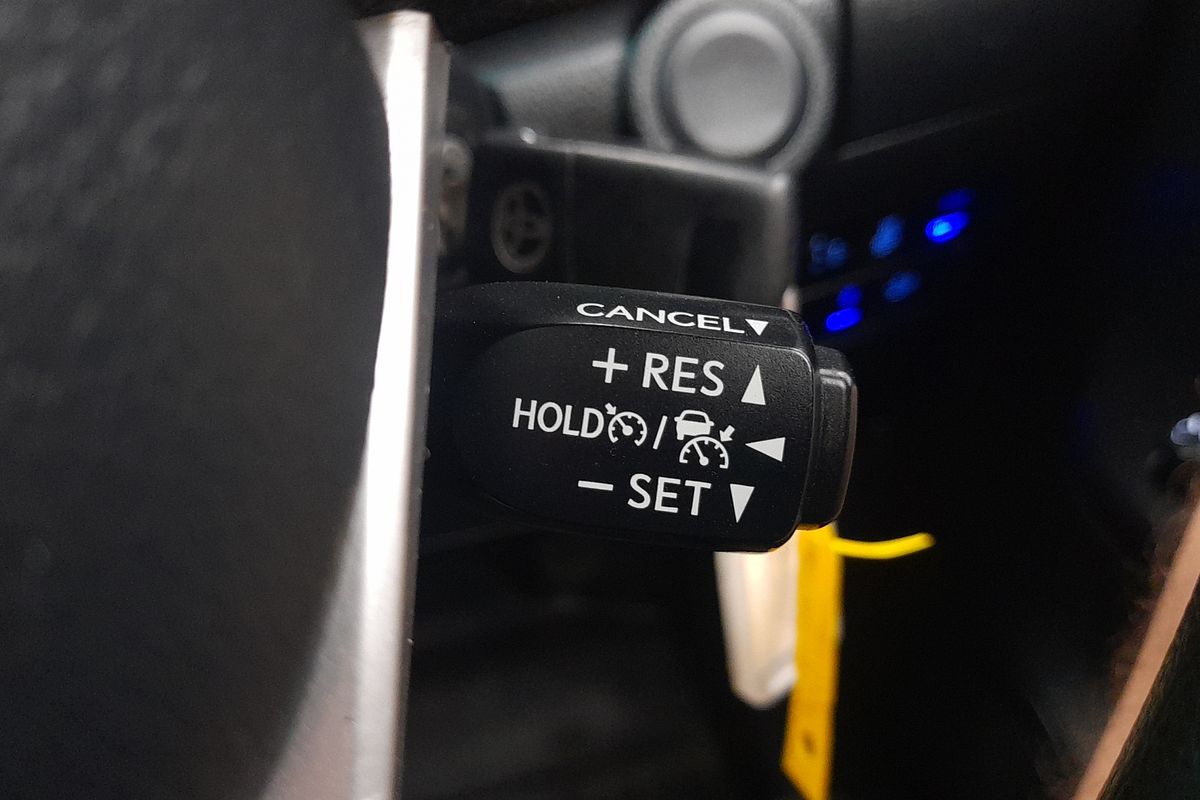 CANCEL▼
+ RES ▲
HOLD / ◄
− SET ▼